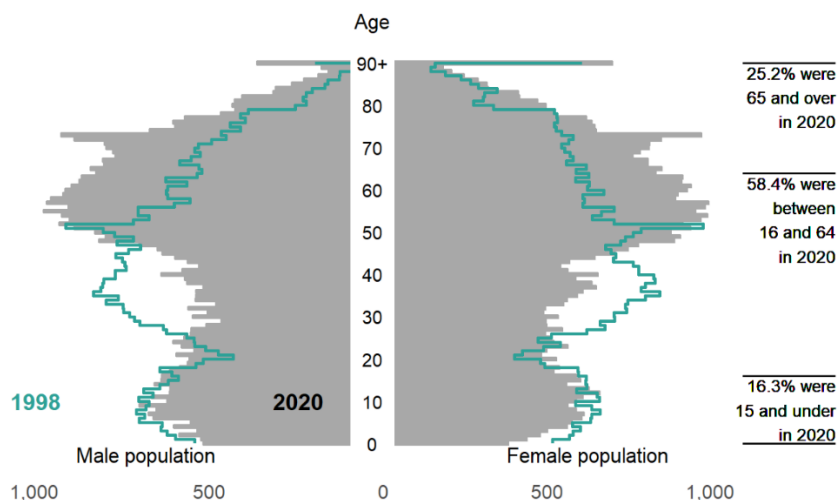 Age
90+
80
70
60
50
40
30
20
10
0
25.2% were
65 and over
in 2020
58.4% were
between
16 and 64
in 2020
16.3% were
15 and under
in 2020
1998
2020
Male population
Female population
1,000
500
0
500
1,000